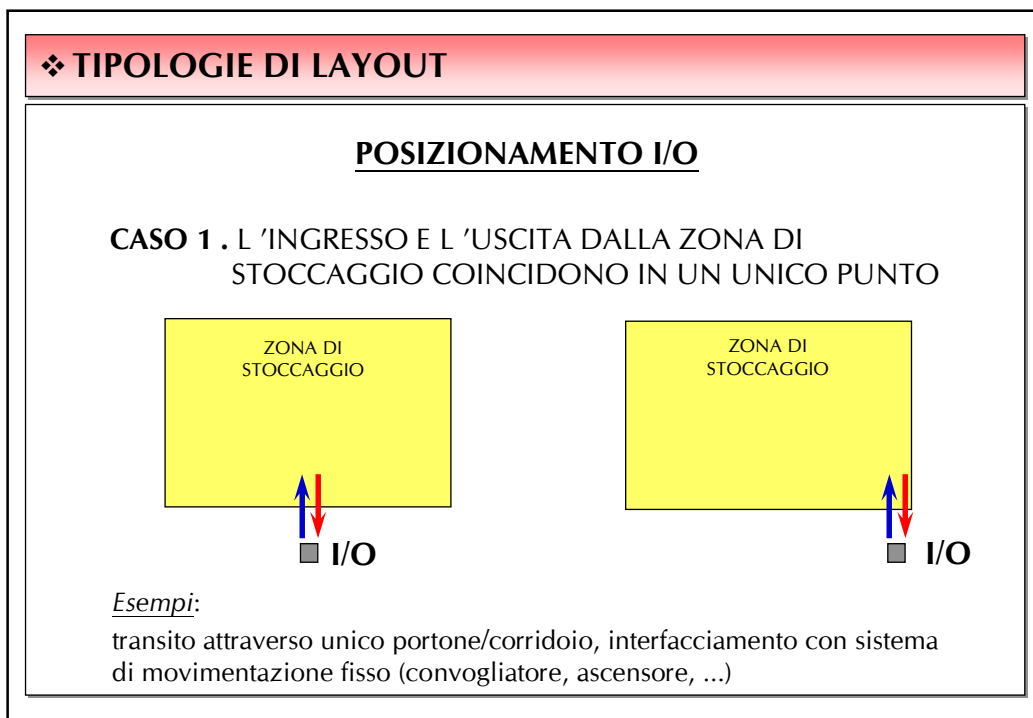 ❖ TIPOLOGIE DI LAYOUT
POSIZIONAMENTO I/O
CASO 1 . L ’INGRESSO E L ’USCITA DALLA ZONA DI
STOCCAGGIO COINCIDONO IN UN UNICO PUNTO
ZONA DI
STOCCAGGIO
I/O
ZONA DI
STOCCAGGIO
I/O
Esempi:
transito attraverso unico portone/corridoio, interfacciamento con sistema
di movimentazione fisso (convogliatore, ascensore, ...)